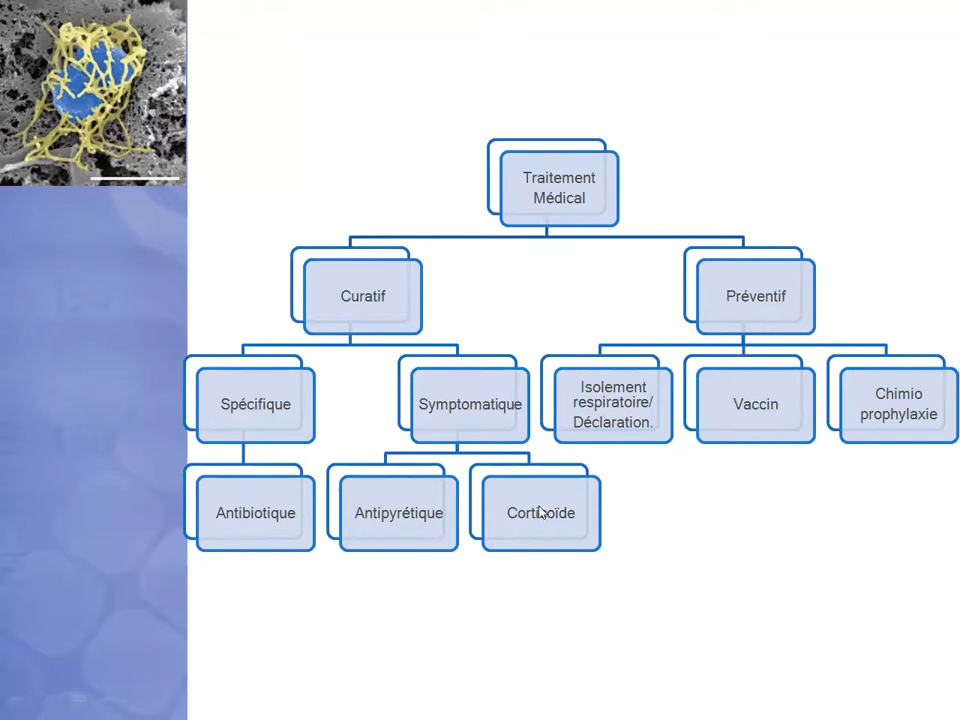 Traitement
Médical
Curatif
Préventif
Spécifique
Symptomatique
Isolement
respiratoire/
Déclaration.
Vaccin
Chimio
prophylaxie
Antibiotique
Antipyrétique
Corticoïde